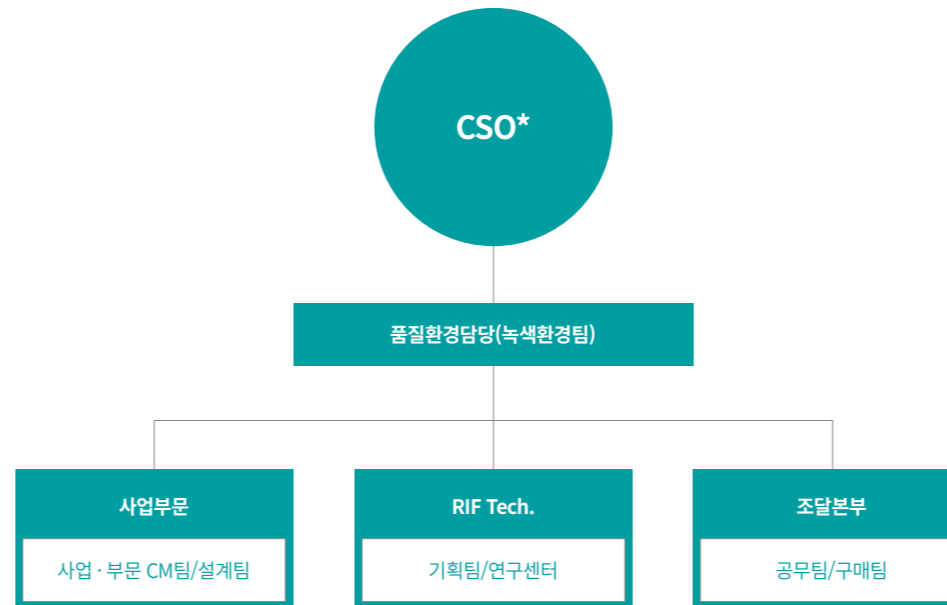 CSO*
품질환경담당(녹색환경팀)
사업부문
사업 · 부문 CM팀/설계팀
RIF Tech.
기획팀/연구센터
조달본부
공무팀/구매팀